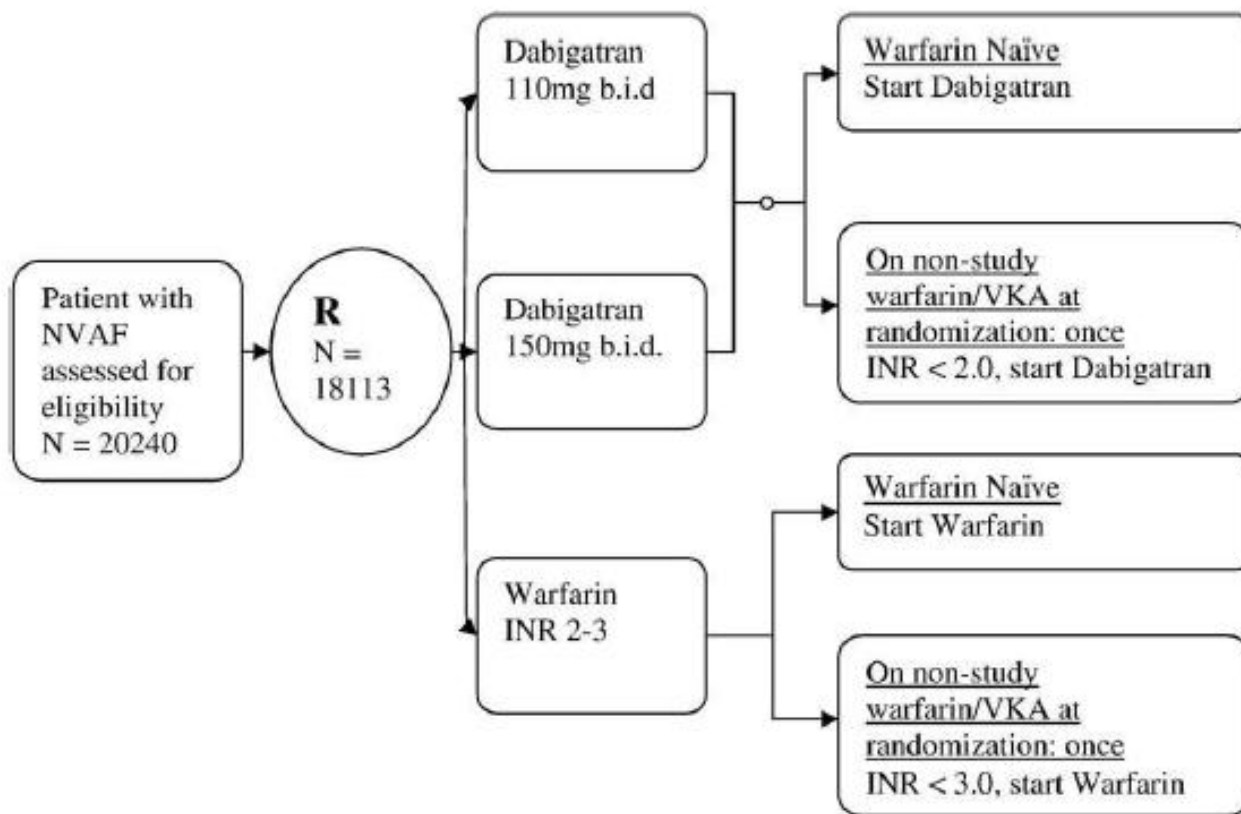 Patient with
NVAF
assessed for
eligibility
N = 20240
R
N =
18113
Dabigatran
110mg b.i.d
Dabigatran
150mg b.i.d.
Warfarin
INR 2-3
Warfarin Naïve
Start Dabigatran
On non-study
warfarin/VKA at
randomization: once
INR < 2.0, start Dabigatran
Warfarin Naïve
Start Warfarin
On non-study
warfarin/VKA at
randomization: once
INR < 3.0, start Warfarin